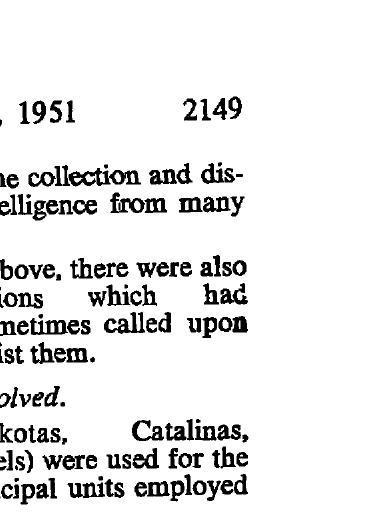 , 1951 2149
he collection and dis-
elligence from many
bove, there were also
ions which had
metimes called upon
ist them.
olved.
kotas, Catalinas,
els) were used for the
cipal units employed